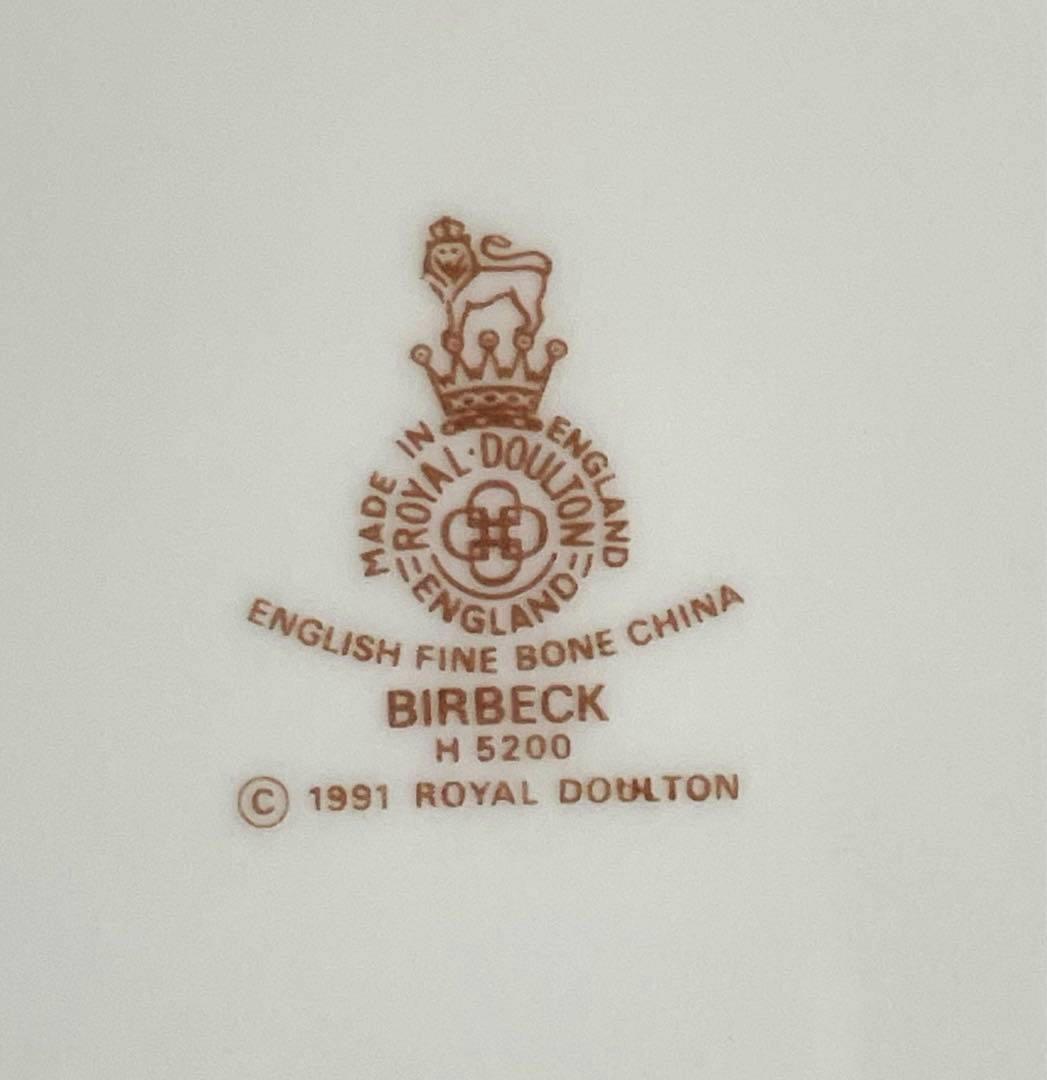 MADE IN ENGLAND
ROYAL·DOULTON
ENGLAND
ENGLISH FINE BONE CHINA
BIRBECK
H 5200
© 1991 ROYAL DOULTON